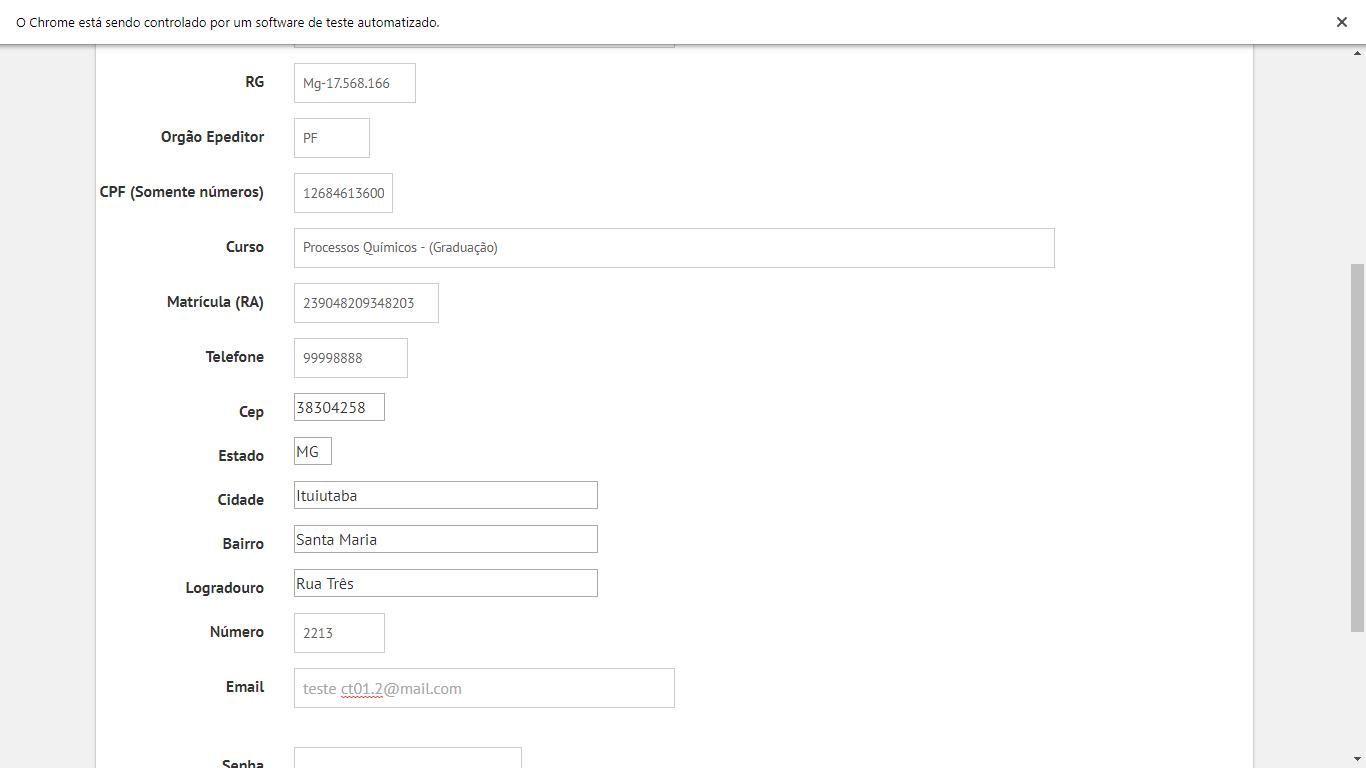 O Chrome está sendo controlado por um software de teste automatizado.
RG Mg-17.568.166
Orgão Epeditor PF
CPF (Somente números) 12684613600
Curso Processos Químicos - (Graduação)
Matrícula (RA) 239048209348203
Telefone 99998888
Cep 38304258
Estado MG
Cidade Ituiutaba
Bairro Santa Maria
Logradouro Rua Três
Número 2213
Email teste ct01.2@mail.com
Senha